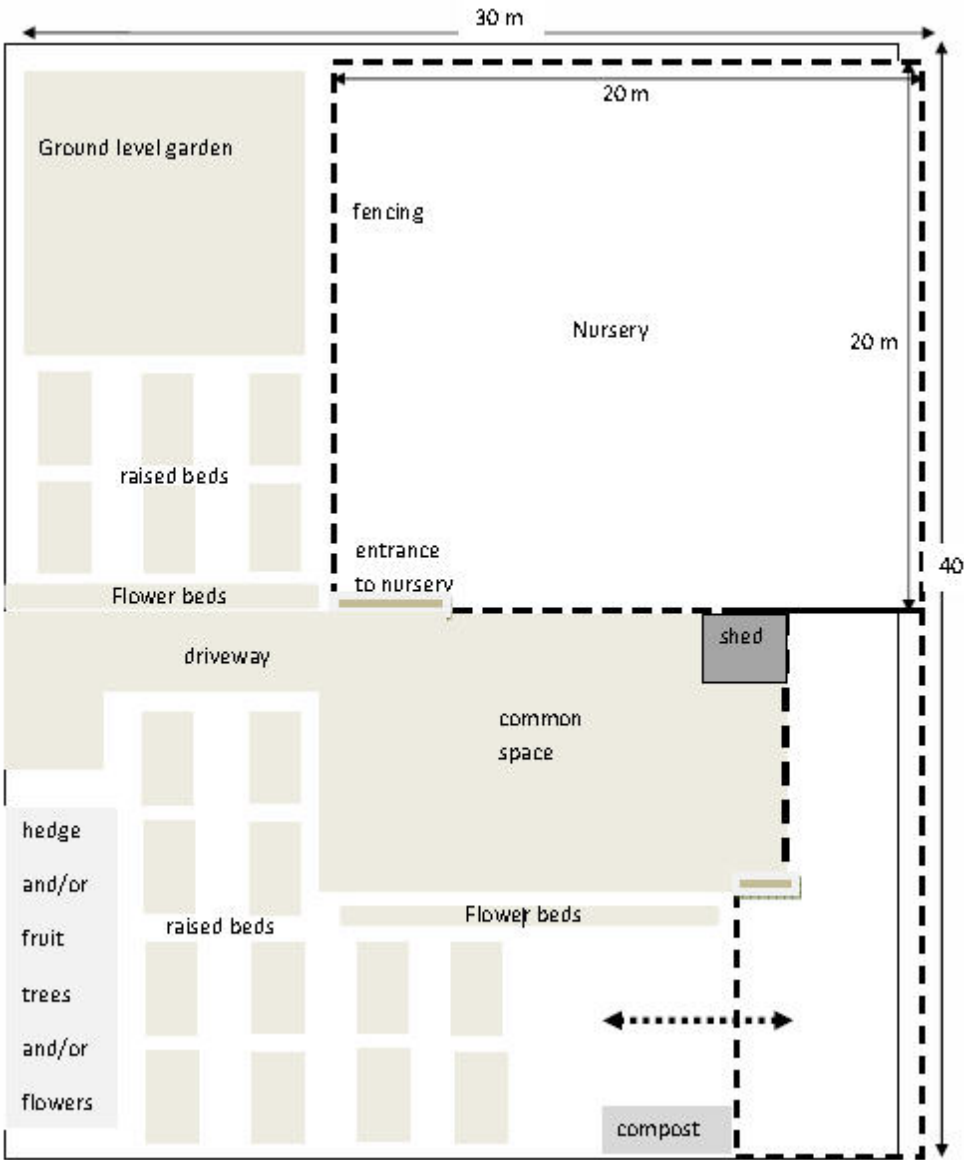 30 m
20 m
Ground level garden
fencing
Nursery
20 m
raised beds
entrance
to nursery
40
Flower beds
shed
driveway
common
space
hedge
and/or
fruit
trees
and/or
flowers
raised beds
Flower beds
compost